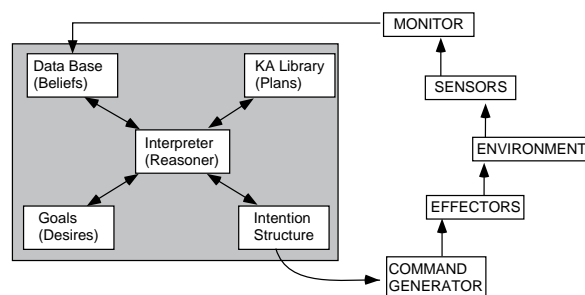 MONITOR
Data Base
(Beliefs)
KA Library
(Plans)
SENSORS
Interpreter
(Reasoner)
ENVIRONMENT
Goals
(Desires)
Intention
Structure
EFFECTORS
COMMAND
GENERATOR